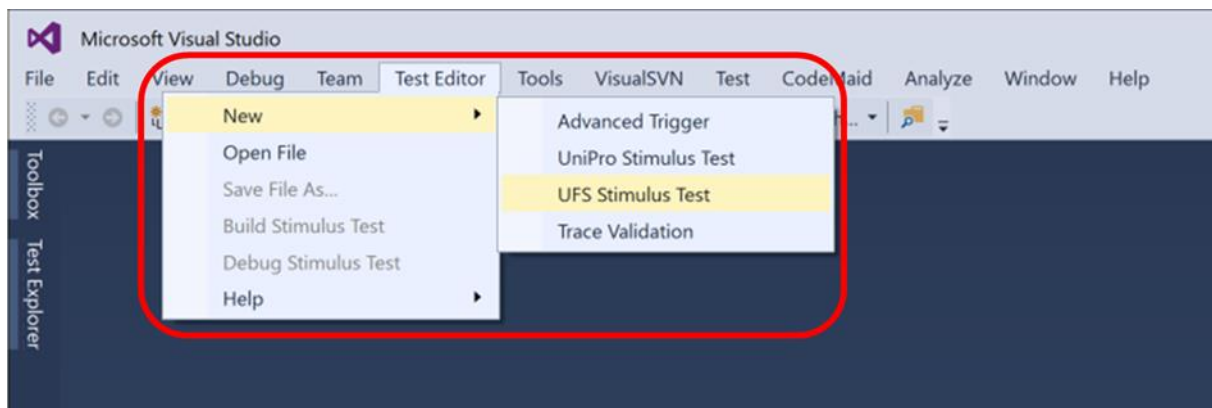 Microsoft Visual Studio
File Edit View Debug Team Test Editor Tools VisualSVN Test CodeMaid Analyze Window Help
New
Open File
Save File As...
Build Stimulus Test
Debug Stimulus Test
Help
Advanced Trigger
UniPro Stimulus Test
UFS Stimulus Test
Trace Validation
Toolbox
Test Explorer